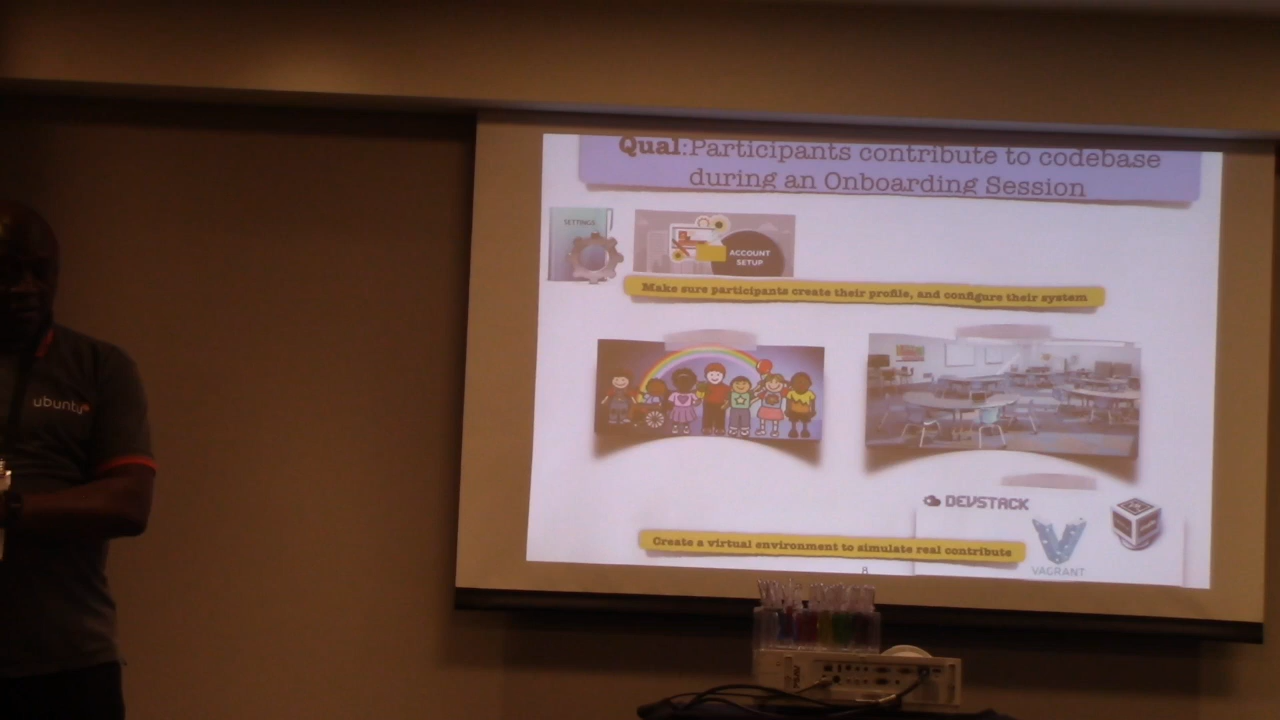 Qual:Participants contribute to codebase
during an Onboarding Session
SETTINGS
ACCOUNT
SETUP
Make sure participants create their profile, and configure their system
ubuntu
DEVSTACK
Create a virtual environment to simulate real contribute
VAGRANT
8